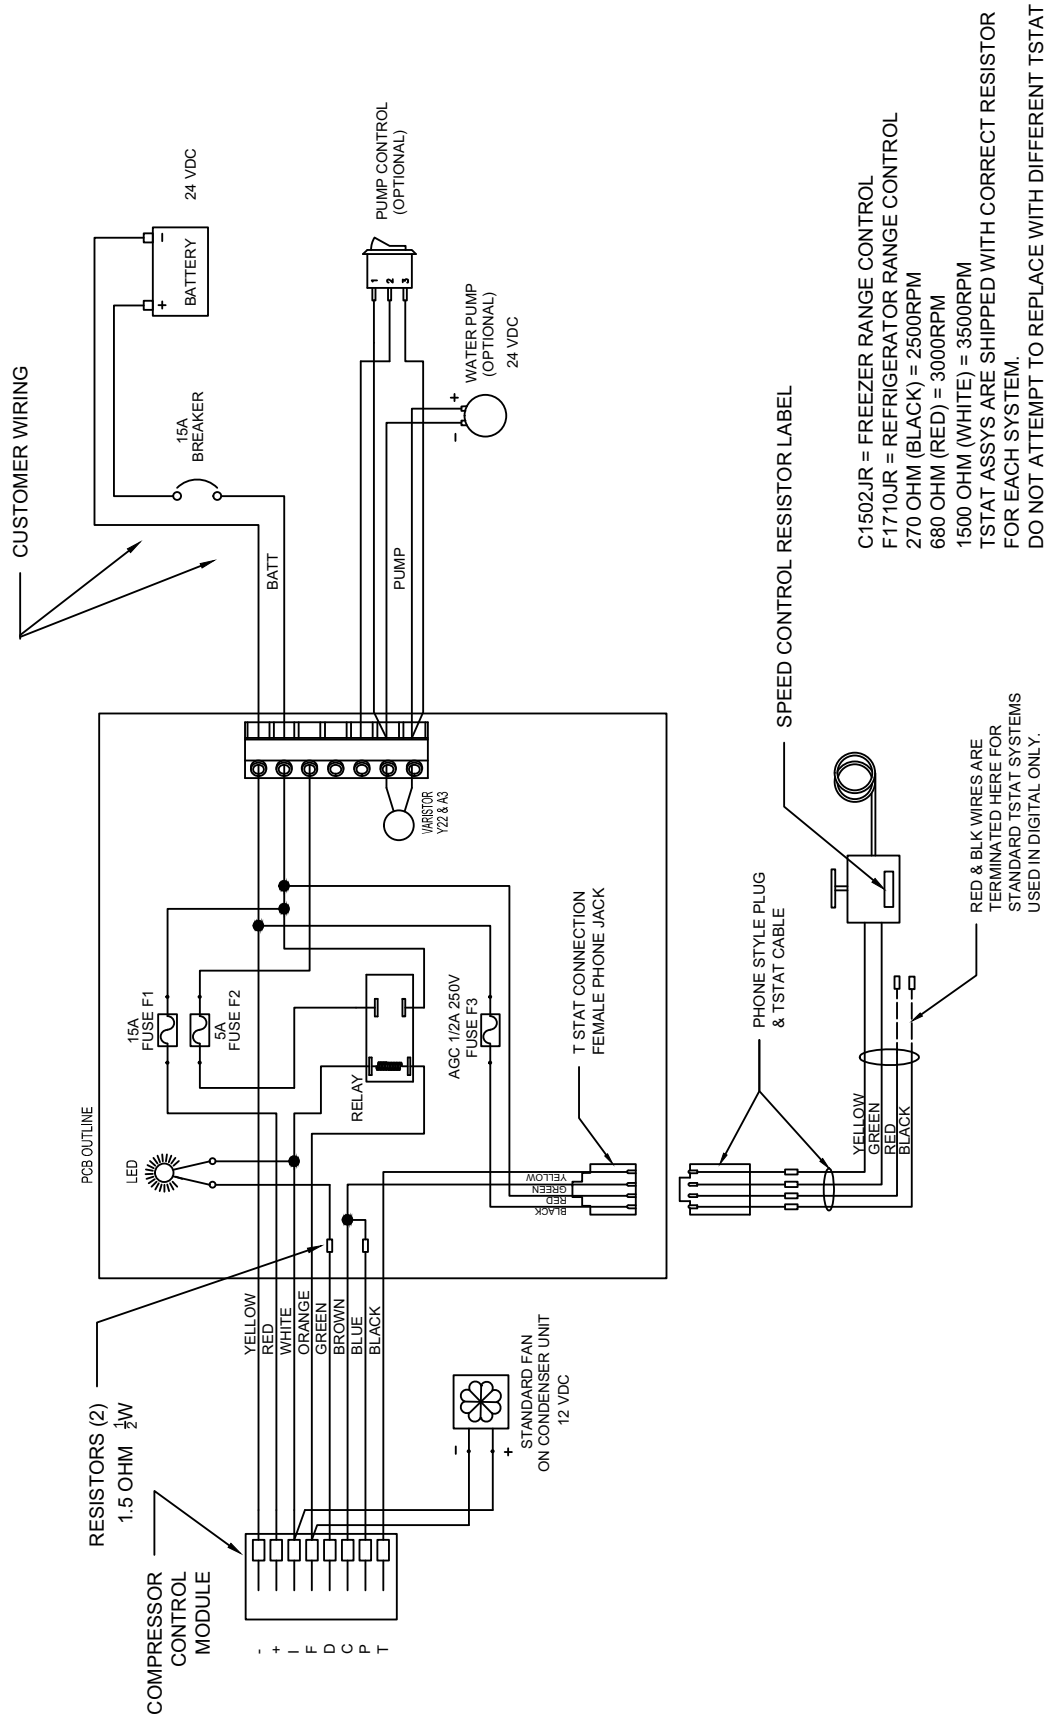 CUSTOMER WIRING
24 VDC
BATTERY
+
-
15A
BREAKER
BATT
PUMP
PUMP CONTROL
(OPTIONAL)
1
2
3
WATER PUMP
(OPTIONAL)
24 VDC
+
-
PCB OUTLINE
LED
15A
FUSE F1
5A
FUSE F2
RELAY
AGC 1/2A 250V
FUSE F3
VARISTOR
Y22 & A3
T STAT CONNECTION
FEMALE PHONE JACK
YELLOW
GREEN
RED
BLACK
RESISTORS (2)
1.5 OHM 1/2W
COMPRESSOR
CONTROL
MODULE
YELLOW
RED
WHITE
ORANGE
GREEN
BROWN
BLUE
BLACK
-
+
I
F
D
C
P
T
-
+
STANDARD FAN
ON CONDENSER UNIT
12 VDC
PHONE STYLE PLUG
& TSTAT CABLE
YELLOW
GREEN
RED
BLACK
SPEED CONTROL RESISTOR LABEL
RED & BLK WIRES ARE
TERMINATED HERE FOR
STANDARD TSTAT SYSTEMS
USED IN DIGITAL ONLY.
C1502JR = FREEZER RANGE CONTROL
F1710JR = REFRIGERATOR RANGE CONTROL
270 OHM (BLACK) = 2500RPM
680 OHM (RED) = 3000RPM
1500 OHM (WHITE) = 3500RPM
TSTAT ASSYS ARE SHIPPED WITH CORRECT RESISTOR
FOR EACH SYSTEM.
DO NOT ATTEMPT TO REPLACE WITH DIFFERENT TSTAT